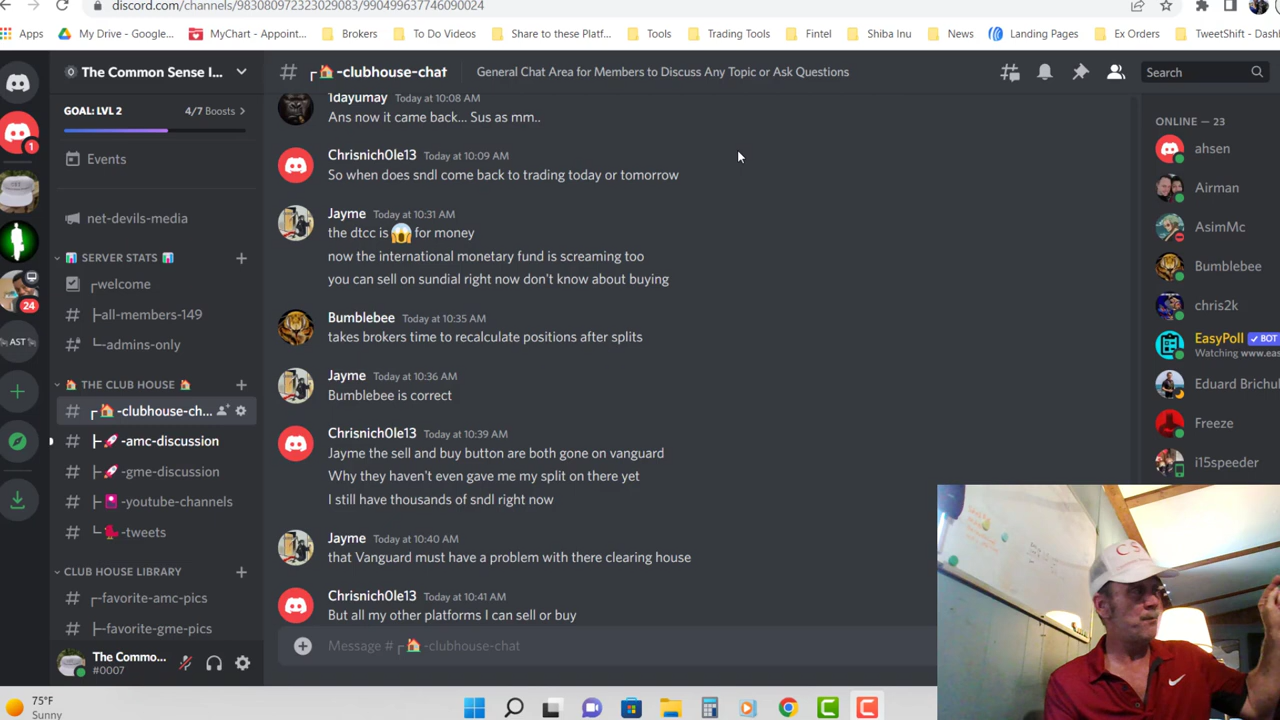 discord.com/channels/983080972323029083/990499637746090024
Apps
My Drive - Google...
MyChart - Appoint...
Brokers
To Do Videos
Share to these Platf...
Tools
Trading Tools
Fintel
Shiba Inu
News
Landing Pages
Ex Orders
TweetShift - Dash
The Common Sense I...
# ┌🏠-clubhouse-chat
General Chat Area for Members to Discuss Any Topic or Ask Questions
Search
GOAL: LVL 2
4/7 Boosts >
Events
net-devils-media
📊 SERVER STATS 📊
┌welcome
├all-members-149
└-admins-only
🏠 THE CLUB HOUSE 🏠
# ┌🏠-clubhouse-ch...
# ├🚀-amc-discussion
# ├🚀-gme-discussion
# ├-youtube-channels
# └-tweets
CLUB HOUSE LIBRARY
# ┌-favorite-amc-pics
# ├-favorite-gme-pics
The Commo...
#0007
1
24
AST
1dayumay Today at 10:08 AM
Ans now it came back... Sus as mm..
Chrisnich0le13 Today at 10:09 AM
So when does sndl come back to trading today or tomorrow
Jayme Today at 10:31 AM
the dtcc is 😱 for money
now the international monetary fund is screaming too
you can sell on sundial right now don't know about buying
Bumblebee Today at 10:35 AM
takes brokers time to recalculate positions after splits
Jayme Today at 10:36 AM
Bumblebee is correct
Chrisnich0le13 Today at 10:39 AM
Jayme the sell and buy button are both gone on vanguard
Why they haven't even gave me my split on there yet
I still have thousands of sndl right now
Jayme Today at 10:40 AM
that Vanguard must have a problem with there clearing house
Chrisnich0le13 Today at 10:41 AM
But all my other platforms I can sell or buy
Message # ┌🏠-clubhouse-chat
ONLINE — 23
ahsen
Airman
AsimMc
Bumblebee
chris2k
EasyPoll ✓ BOT
Watching www.eas
Eduard Brichu
Freeze
i15speeder
75°F
Sunny